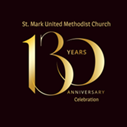 St. Mark United Methodist Church
130
YEARS
ANNIVERSARY
Celebration